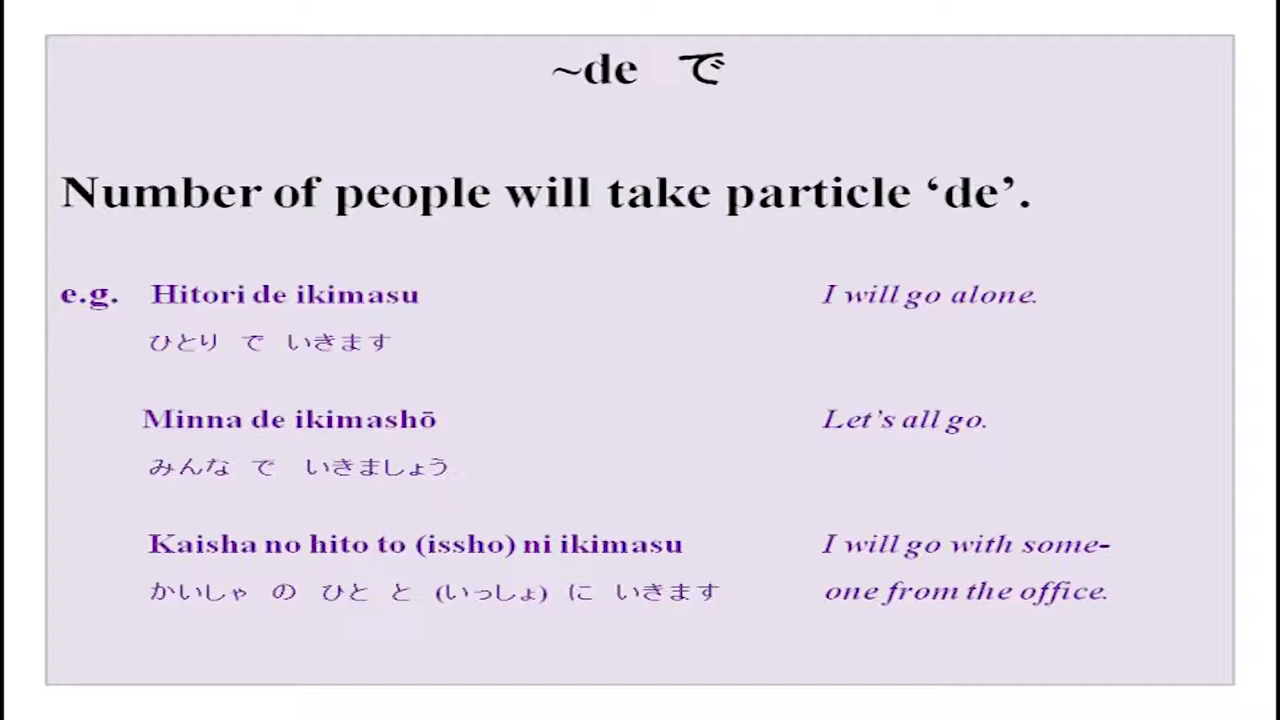 ~de で
Number of people will take particle ‘de’.
e.g. Hitori de ikimasu I will go alone.
ひとり で いきます
Minna de ikimashō Let’s all go.
みんな で いきましょう
Kaisha no hito to (issho) ni ikimasu I will go with some-
かいしゃ の ひと と (いっしょ) に いきます one from the office.